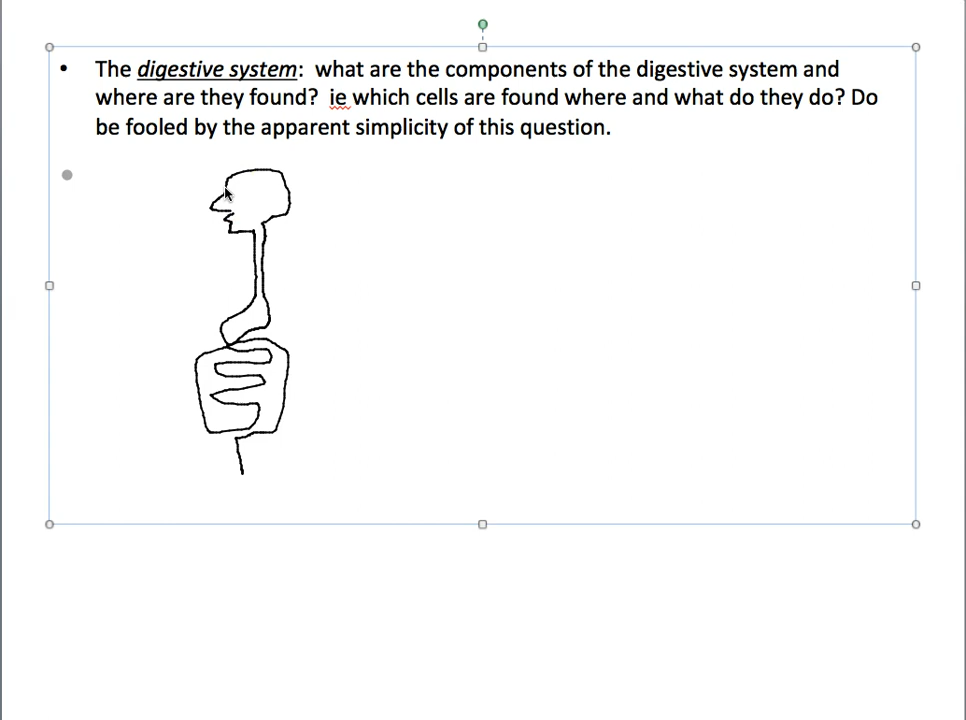 • The digestive system: what are the components of the digestive system and
where are they found? ie which cells are found where and what do they do? Do
be fooled by the apparent simplicity of this question.